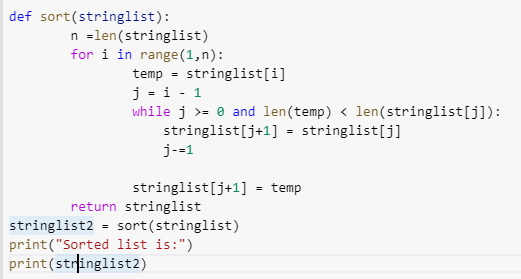 def sort(stringlist):
        n =len(stringlist)
        for i in range(1,n):
                temp = stringlist[i]
                j = i - 1
                while j >= 0 and len(temp) < len(stringlist[j]):
                    stringlist[j+1] = stringlist[j]
                    j-=1

                stringlist[j+1] = temp
        return stringlist
stringlist2 = sort(stringlist)
print("Sorted list is:")
print(stringlist2)